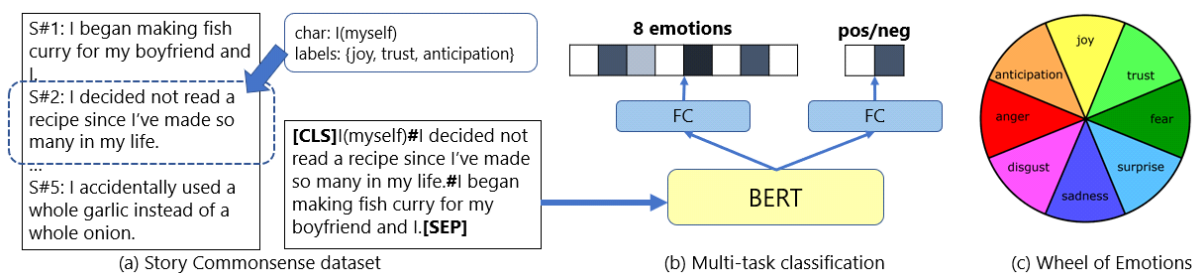 S#1: I began making fish
curry for my boyfriend and
I.
S#2: I decided not read a
recipe since I've made so
many in my life.
...
S#5: I accidentally used a
whole garlic instead of a
whole onion.
char: I(myself)
labels: {joy, trust, anticipation}
[CLS]I(myself)#I decided not
read a recipe since I've made
so many in my life.#I began
making fish curry for my
boyfriend and I.[SEP]
(a) Story Commonsense dataset
8 emotions
pos/neg
FC
FC
BERT
(b) Multi-task classification
joy
trust
fear
surprise
sadness
disgust
anger
anticipation
(c) Wheel of Emotions